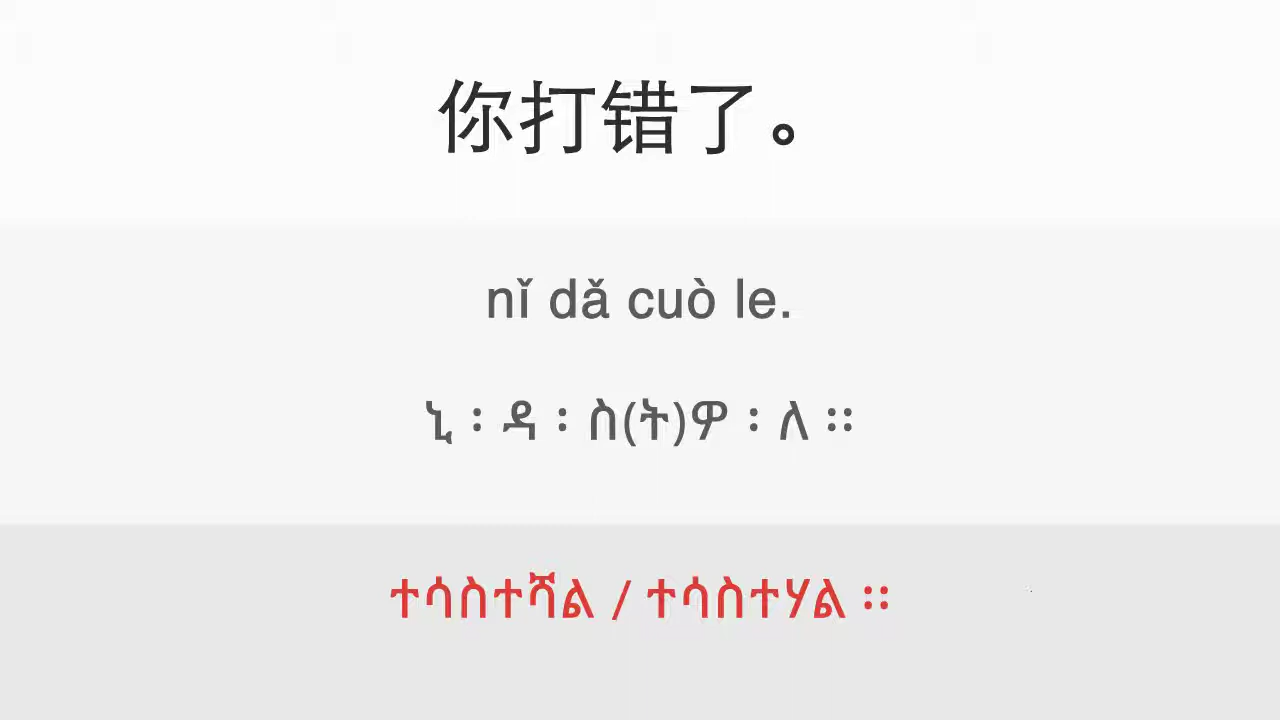 你打错了。
nǐ dǎ cuò le.
ኒ ፡ ዳ ፡ ስ(ት)ዎ ፡ ለ ፡፡
ተሳስተሻል / ተሳስተሃል ፡፡